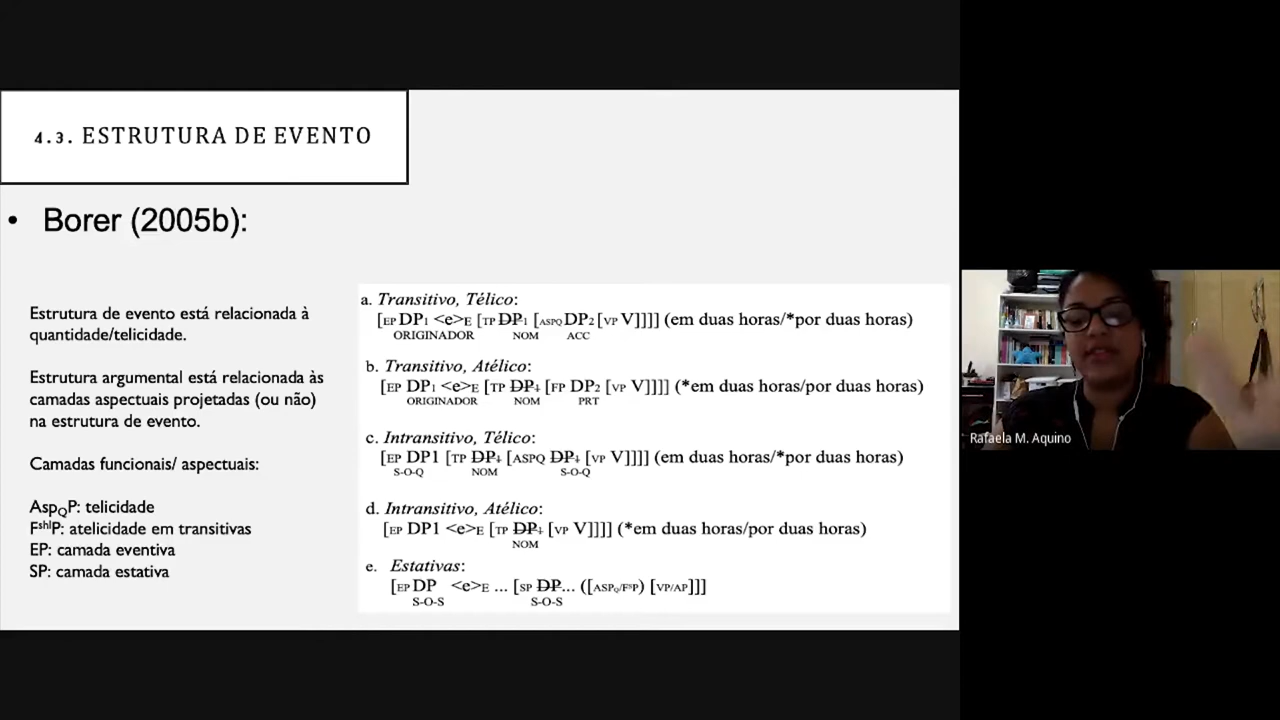 4.3. ESTRUTURA DE EVENTO
• Borer (2005b):
Estrutura de evento está relacionada à
quantidade/telicidade.
Estrutura argumental está relacionada às
camadas aspectuais projetadas (ou não)
na estrutura de evento.
Camadas funcionais/ aspectuais:
AspQP: telicidade
FshlP: atelicidade em transitivas
EP: camada eventiva
SP: camada estativa
a. Transitivo, Télico:
[EP DP1 <e>E [TP DP1 [ASPQ DP2 [VP V]]]] (em duas horas/*por duas horas)
ORIGINADOR NOM ACC
b. Transitivo, Atélico:
[EP DP1 <e>E [TP DP1 [FP DP2 [VP V]]]] (*em duas horas/por duas horas)
ORIGINADOR NOM PRT
c. Intransitivo, Télico:
[EP DP1 [TP DP1 [ASPQ DP1 [VP V]]]] (em duas horas/*por duas horas)
S-O-Q NOM S-O-Q
d. Intransitivo, Atélico:
[EP DP1 <e>E [TP DP1 [VP V]]]] (*em duas horas/por duas horas)
NOM
e. Estativas:
[EP DP <e>E ... [SP DP... ([ASPQ/FSP) [VP/AP]]]
S-O-S S-O-S
Rafaela M. Aquino